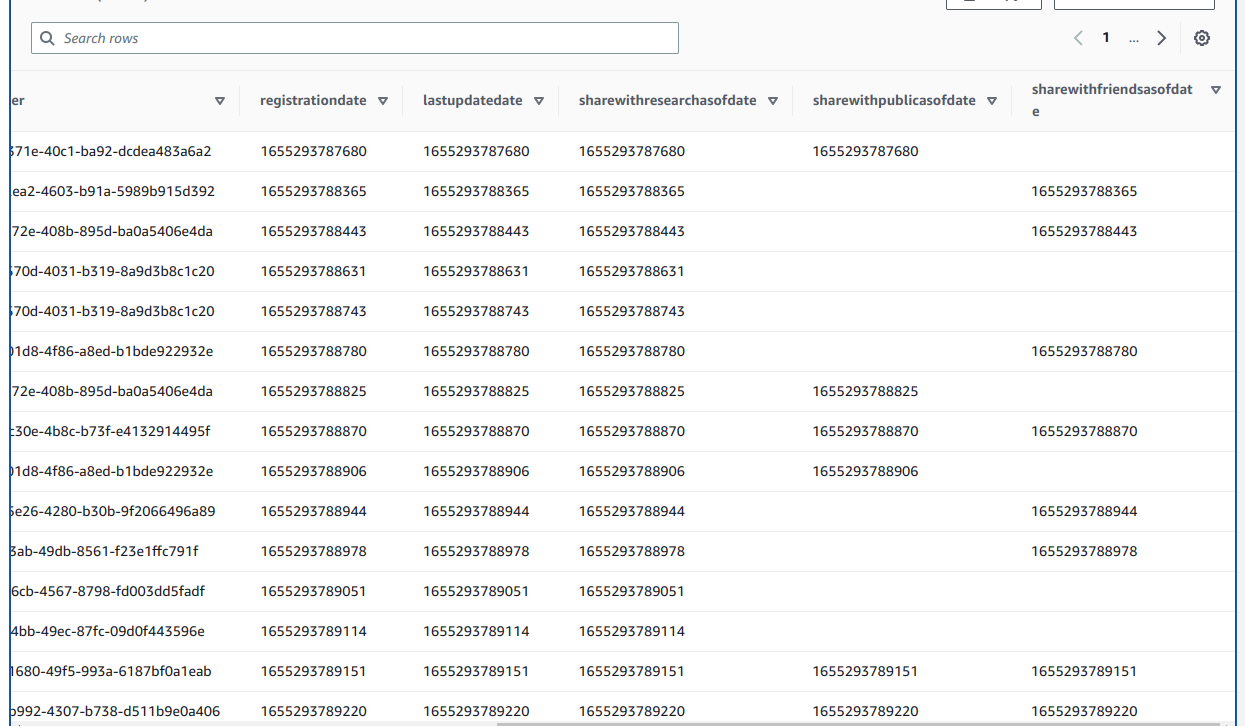 Search rows
1
...
er registrationdate lastupdatedate sharewithresearchasofdate sharewithpublicasofdate sharewithfriendsasofdat
e
371e-40c1-ba92-dcdea483a6a2 1655293787680 1655293787680 1655293787680 1655293787680
ea2-4603-b91a-5989b915d392 1655293788365 1655293788365 1655293788365 1655293788365
72e-408b-895d-ba0a5406e4da 1655293788443 1655293788443 1655293788443 1655293788443
570d-4031-b319-8a9d3b8c1c20 1655293788631 1655293788631 1655293788631
570d-4031-b319-8a9d3b8c1c20 1655293788743 1655293788743 1655293788743
01d8-4f86-a8ed-b1bde922932e 1655293788780 1655293788780 1655293788780 1655293788780
72e-408b-895d-ba0a5406e4da 1655293788825 1655293788825 1655293788825 1655293788825
c30e-4b8c-b73f-e4132914495f 1655293788870 1655293788870 1655293788870 1655293788870 1655293788870
01d8-4f86-a8ed-b1bde922932e 1655293788906 1655293788906 1655293788906 1655293788906
5e26-4280-b30b-9f2066496a89 1655293788944 1655293788944 1655293788944 1655293788944
3ab-49db-8561-f23e1ffc791f 1655293788978 1655293788978 1655293788978 1655293788978
6cb-4567-8798-fd003dd5fadf 1655293789051 1655293789051 1655293789051
4bb-49ec-87fc-09d0f443596e 1655293789114 1655293789114 1655293789114
1680-49f5-993a-6187bf0a1eab 1655293789151 1655293789151 1655293789151 1655293789151 1655293789151
b992-4307-b738-d511b9e0a406 1655293789220 1655293789220 1655293789220 1655293789220 1655293789220